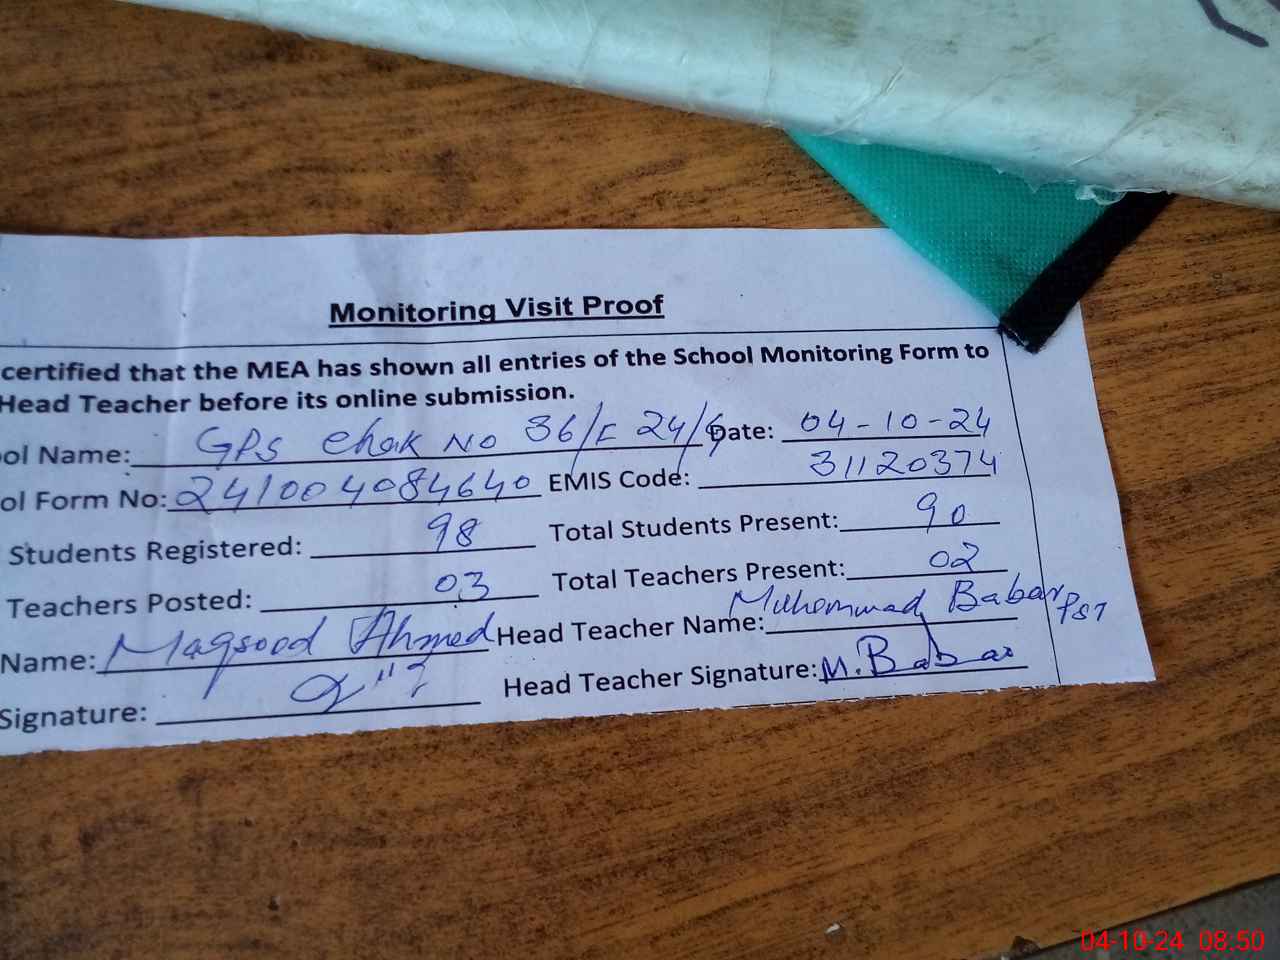 Monitoring Visit Proof
certified that the MEA has shown all entries of the School Monitoring Form to
Head Teacher before its online submission.
ol Name: GPS Chak No 36/F 24/G Date: 04-10-24
ol Form No: 241004084640 EMIS Code: 31120374
Students Registered: 98 Total Students Present: 90
Teachers Posted: 03 Total Teachers Present: 02
Name: Maqsood Ahmed Head Teacher Name: Muhommad Babar PST
Signature: Head Teacher Signature: M. Babar
04-10-24 08:50